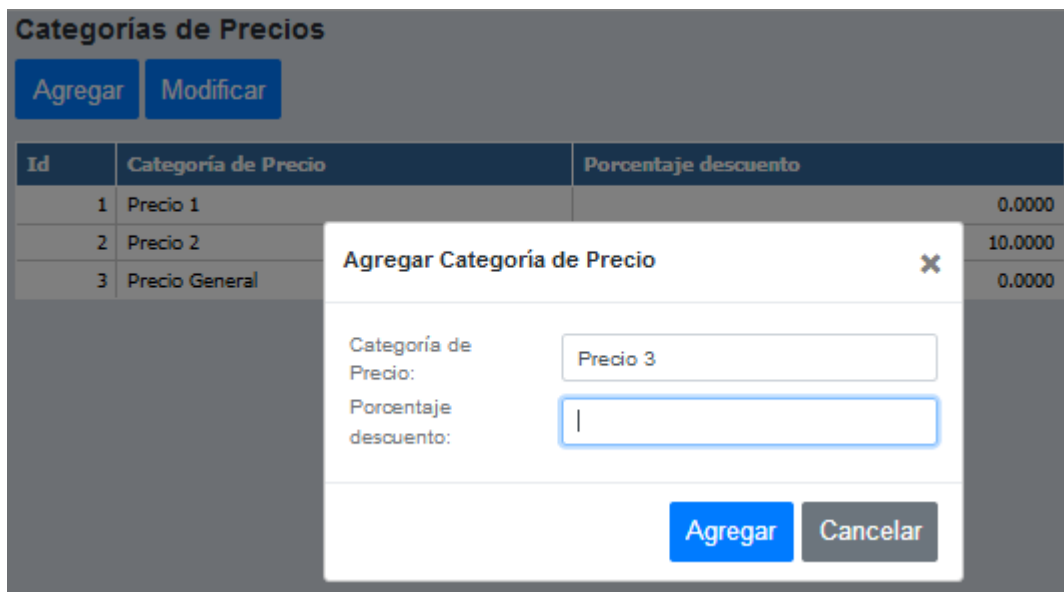 Categorías de Precios
Agregar Modificar
Id Categoría de Precio Porcentaje descuento
1 Precio 1 0.0000
2 Precio 2 10.0000
3 Precio General 0.0000
Agregar Categoría de Precio ×
Categoría de
Precio: Precio 3
Porcentaje
descuento:
Agregar Cancelar